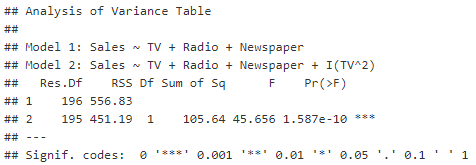 ## Analysis of Variance Table
##
## Model 1: Sales ~ TV + Radio + Newspaper
## Model 2: Sales ~ TV + Radio + Newspaper + I(TV^2)
##   Res.Df    RSS Df Sum of Sq      F    Pr(>F)
## 1    196 556.83
## 2    195 451.19  1    105.64 45.656 1.587e-10 ***
## ---
## Signif. codes:  0 '***' 0.001 '**' 0.01 '*' 0.05 '.' 0.1 ' ' 1